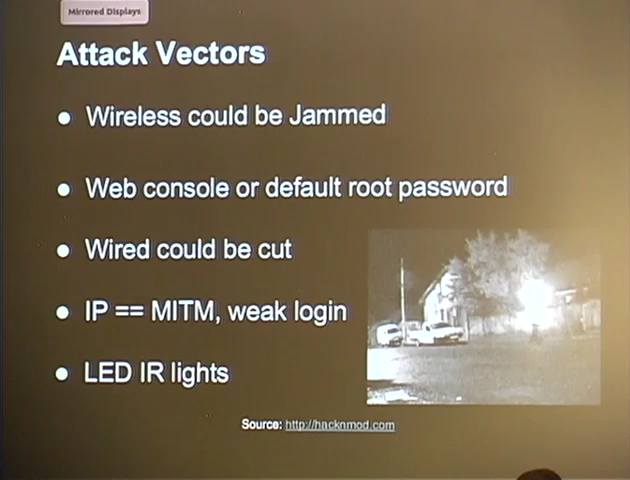 Mirrored Displays
Attack Vectors
● Wireless could be Jammed
● Web console or default root password
● Wired could be cut
● IP == MITM, weak login
● LED IR lights
Source: http://hacknmod.com